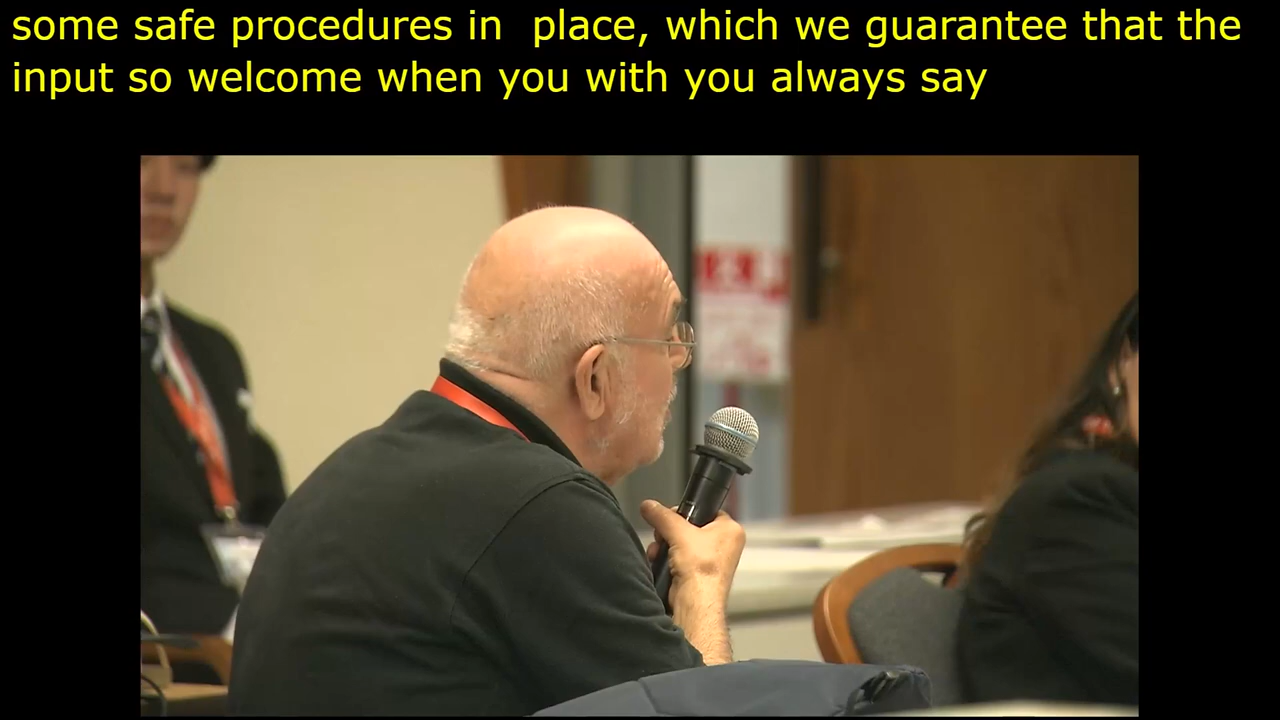 some safe procedures in  place, which we guarantee that the
input so welcome when you with you always say